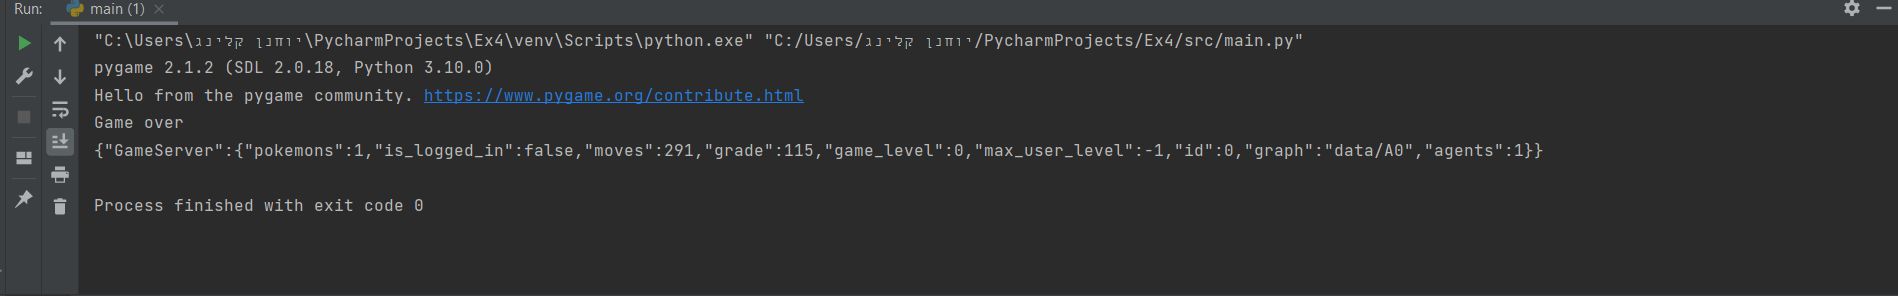 Run: main (1)
"C:\Users\יוחנן קלינג\PycharmProjects\Ex4\venv\Scripts\python.exe" "C:/Users/יוחנן קלינג/PycharmProjects/Ex4/src/main.py"
pygame 2.1.2 (SDL 2.0.18, Python 3.10.0)
Hello from the pygame community. https://www.pygame.org/contribute.html
Game over
{"GameServer":{"pokemons":1,"is_logged_in":false,"moves":291,"grade":115,"game_level":0,"max_user_level":-1,"id":0,"graph":"data/A0","agents":1}}
Process finished with exit code 0